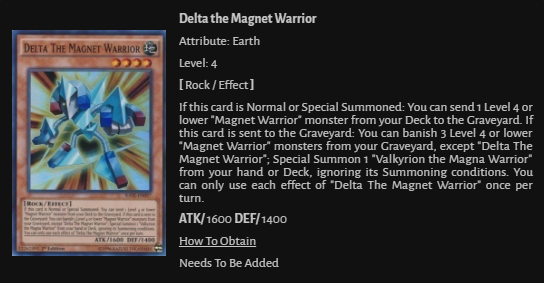 Delta the Magnet Warrior
Attribute: Earth
Level: 4
[ Rock / Effect ]
If this card is Normal or Special Summoned: You can send 1 Level 4 or
lower "Magnet Warrior" monster from your Deck to the Graveyard. If
this card is sent to the Graveyard: You can banish 3 Level 4 or lower
"Magnet Warrior" monsters from your Graveyard, except "Delta The
Magnet Warrior"; Special Summon 1 "Valkyrion the Magna Warrior"
from your hand or Deck, ignoring its Summoning conditions. You
can only use each effect of "Delta The Magnet Warrior" once per
turn.
ATK/ 1600 DEF/ 1400
How To Obtain
Needs To Be Added
DELTA THE MAGNET WARRIOR
[ROCK/EFFECT]
ATK/1600 DEF/1400
1st Edition